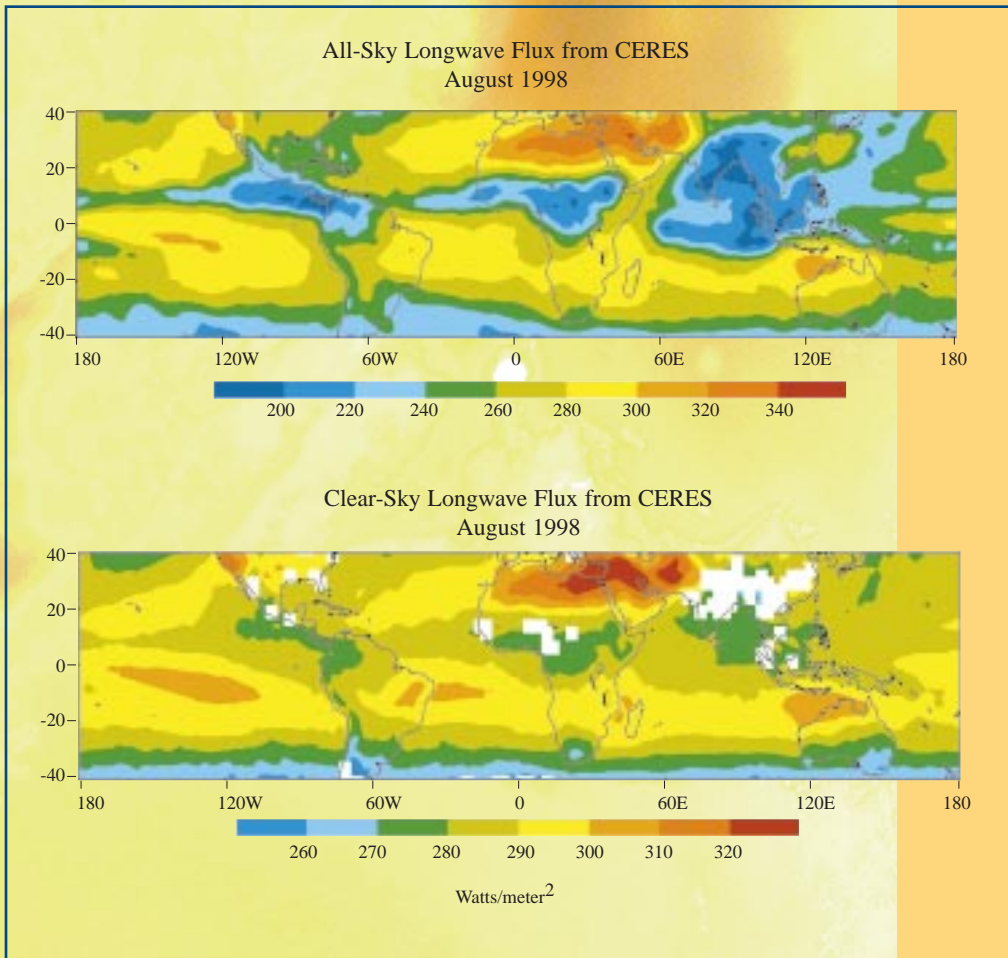 All-Sky Longwave Flux from CERES
August 1998
40
20
0
-20
-40
180 120W 60W 0 60E 120E 180
200 220 240 260 280 300 320 340
Clear-Sky Longwave Flux from CERES
August 1998
40
20
0
-20
-40
180 120W 60W 0 60E 120E 180
260 270 280 290 300 310 320
Watts/meter²